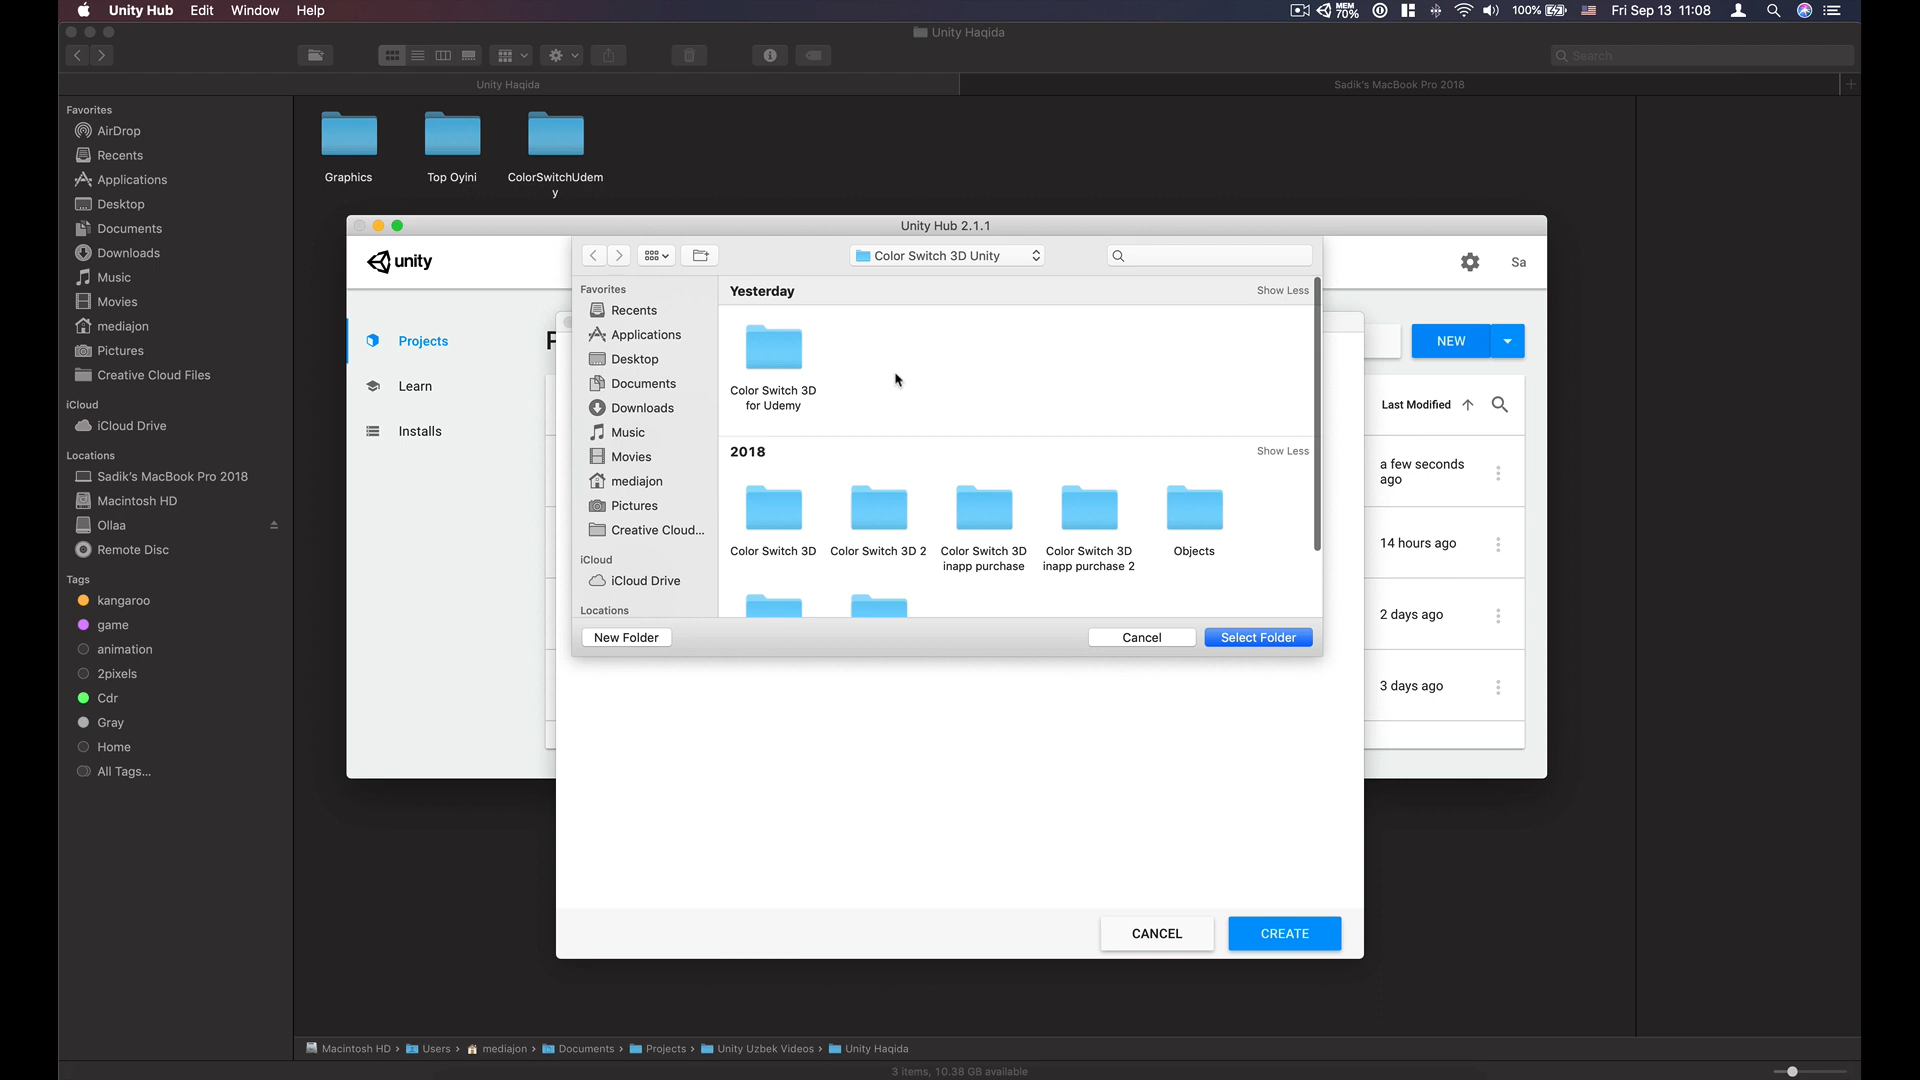 Unity Hub Edit Window Help
MEM 70% 100% Fri Sep 13 11:08
Unity Haqida
Search
Unity Haqida
Sadik's MacBook Pro 2018
Favorites
AirDrop
Recents
Applications
Desktop
Documents
Downloads
Music
Movies
mediajon
Pictures
Creative Cloud Files
iCloud
iCloud Drive
Locations
Sadik's MacBook Pro 2018
Macintosh HD
Ollaa
Remote Disc
Tags
kangaroo
game
animation
2pixels
Cdr
Gray
Home
All Tags...
Graphics
Top Oyini
ColorSwitchUdem
y
Unity Hub 2.1.1
unity
Sa
Projects
Learn
Installs
P
NEW
Last Modified
a few seconds
ago
14 hours ago
2 days ago
3 days ago
Color Switch 3D Unity
Favorites
Recents
Applications
Desktop
Documents
Downloads
Music
Movies
mediajon
Pictures
Creative Cloud...
iCloud
iCloud Drive
Locations
Yesterday
Show Less
Color Switch 3D
for Udemy
2018
Show Less
Color Switch 3D
Color Switch 3D 2
Color Switch 3D
inapp purchase
Color Switch 3D
inapp purchase 2
Objects
New Folder
Cancel
Select Folder
CANCEL
CREATE
Macintosh HD › Users › mediajon › Documents › Projects › Unity Uzbek Videos › Unity Haqida
3 items, 10.38 GB available